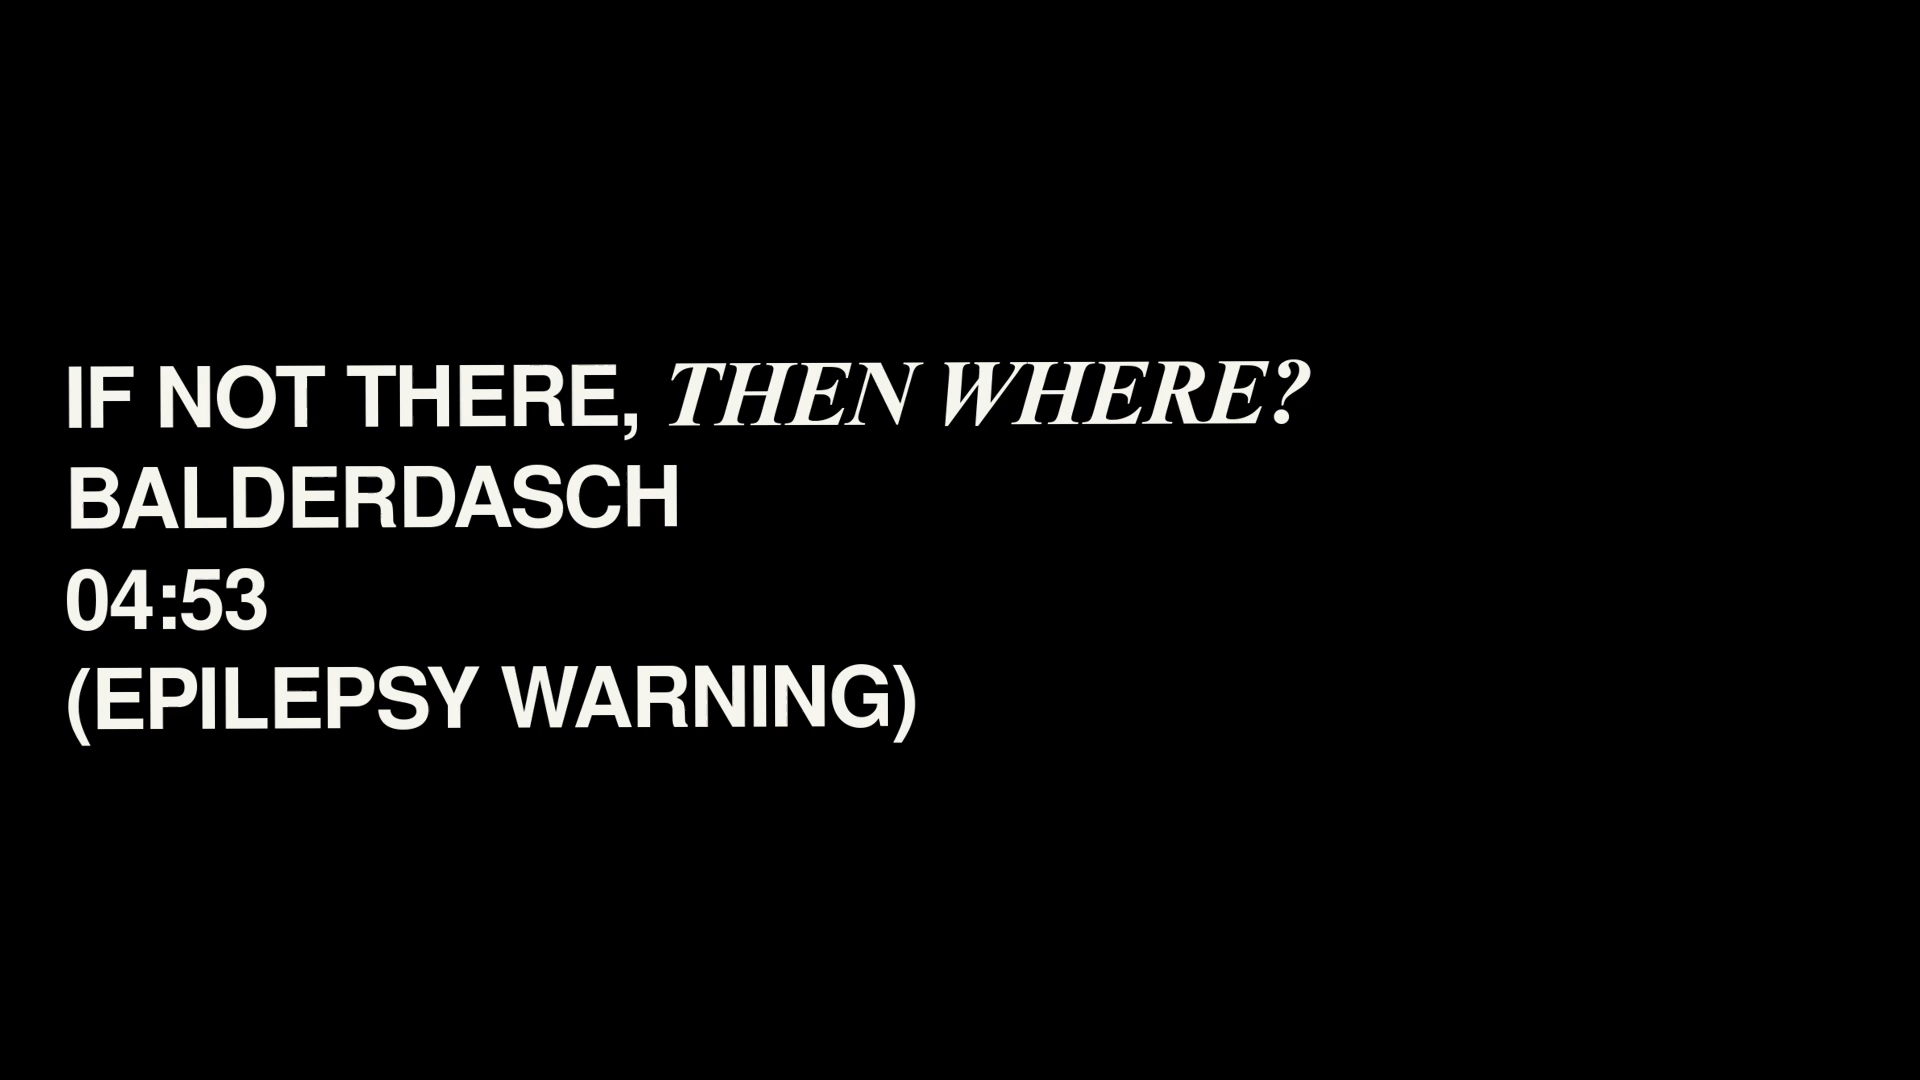 IF NOT THERE, THEN WHERE?
BALDERDASCH
04:53
(EPILEPSY WARNING)